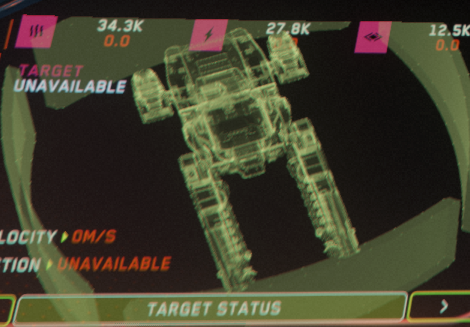 34.3K 27.8K 12.5K
0.0 0.0 0.0
TARGET
UNAVAILABLE
LOCITY 0M/S
TION UNAVAILABLE
TARGET STATUS